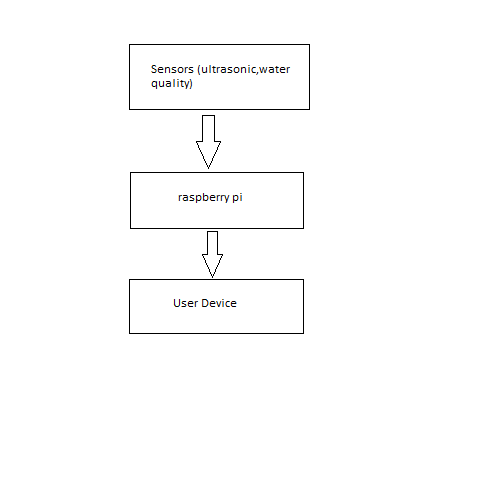 Sensors (ultrasonic,water
quality)
raspberry pi
User Device